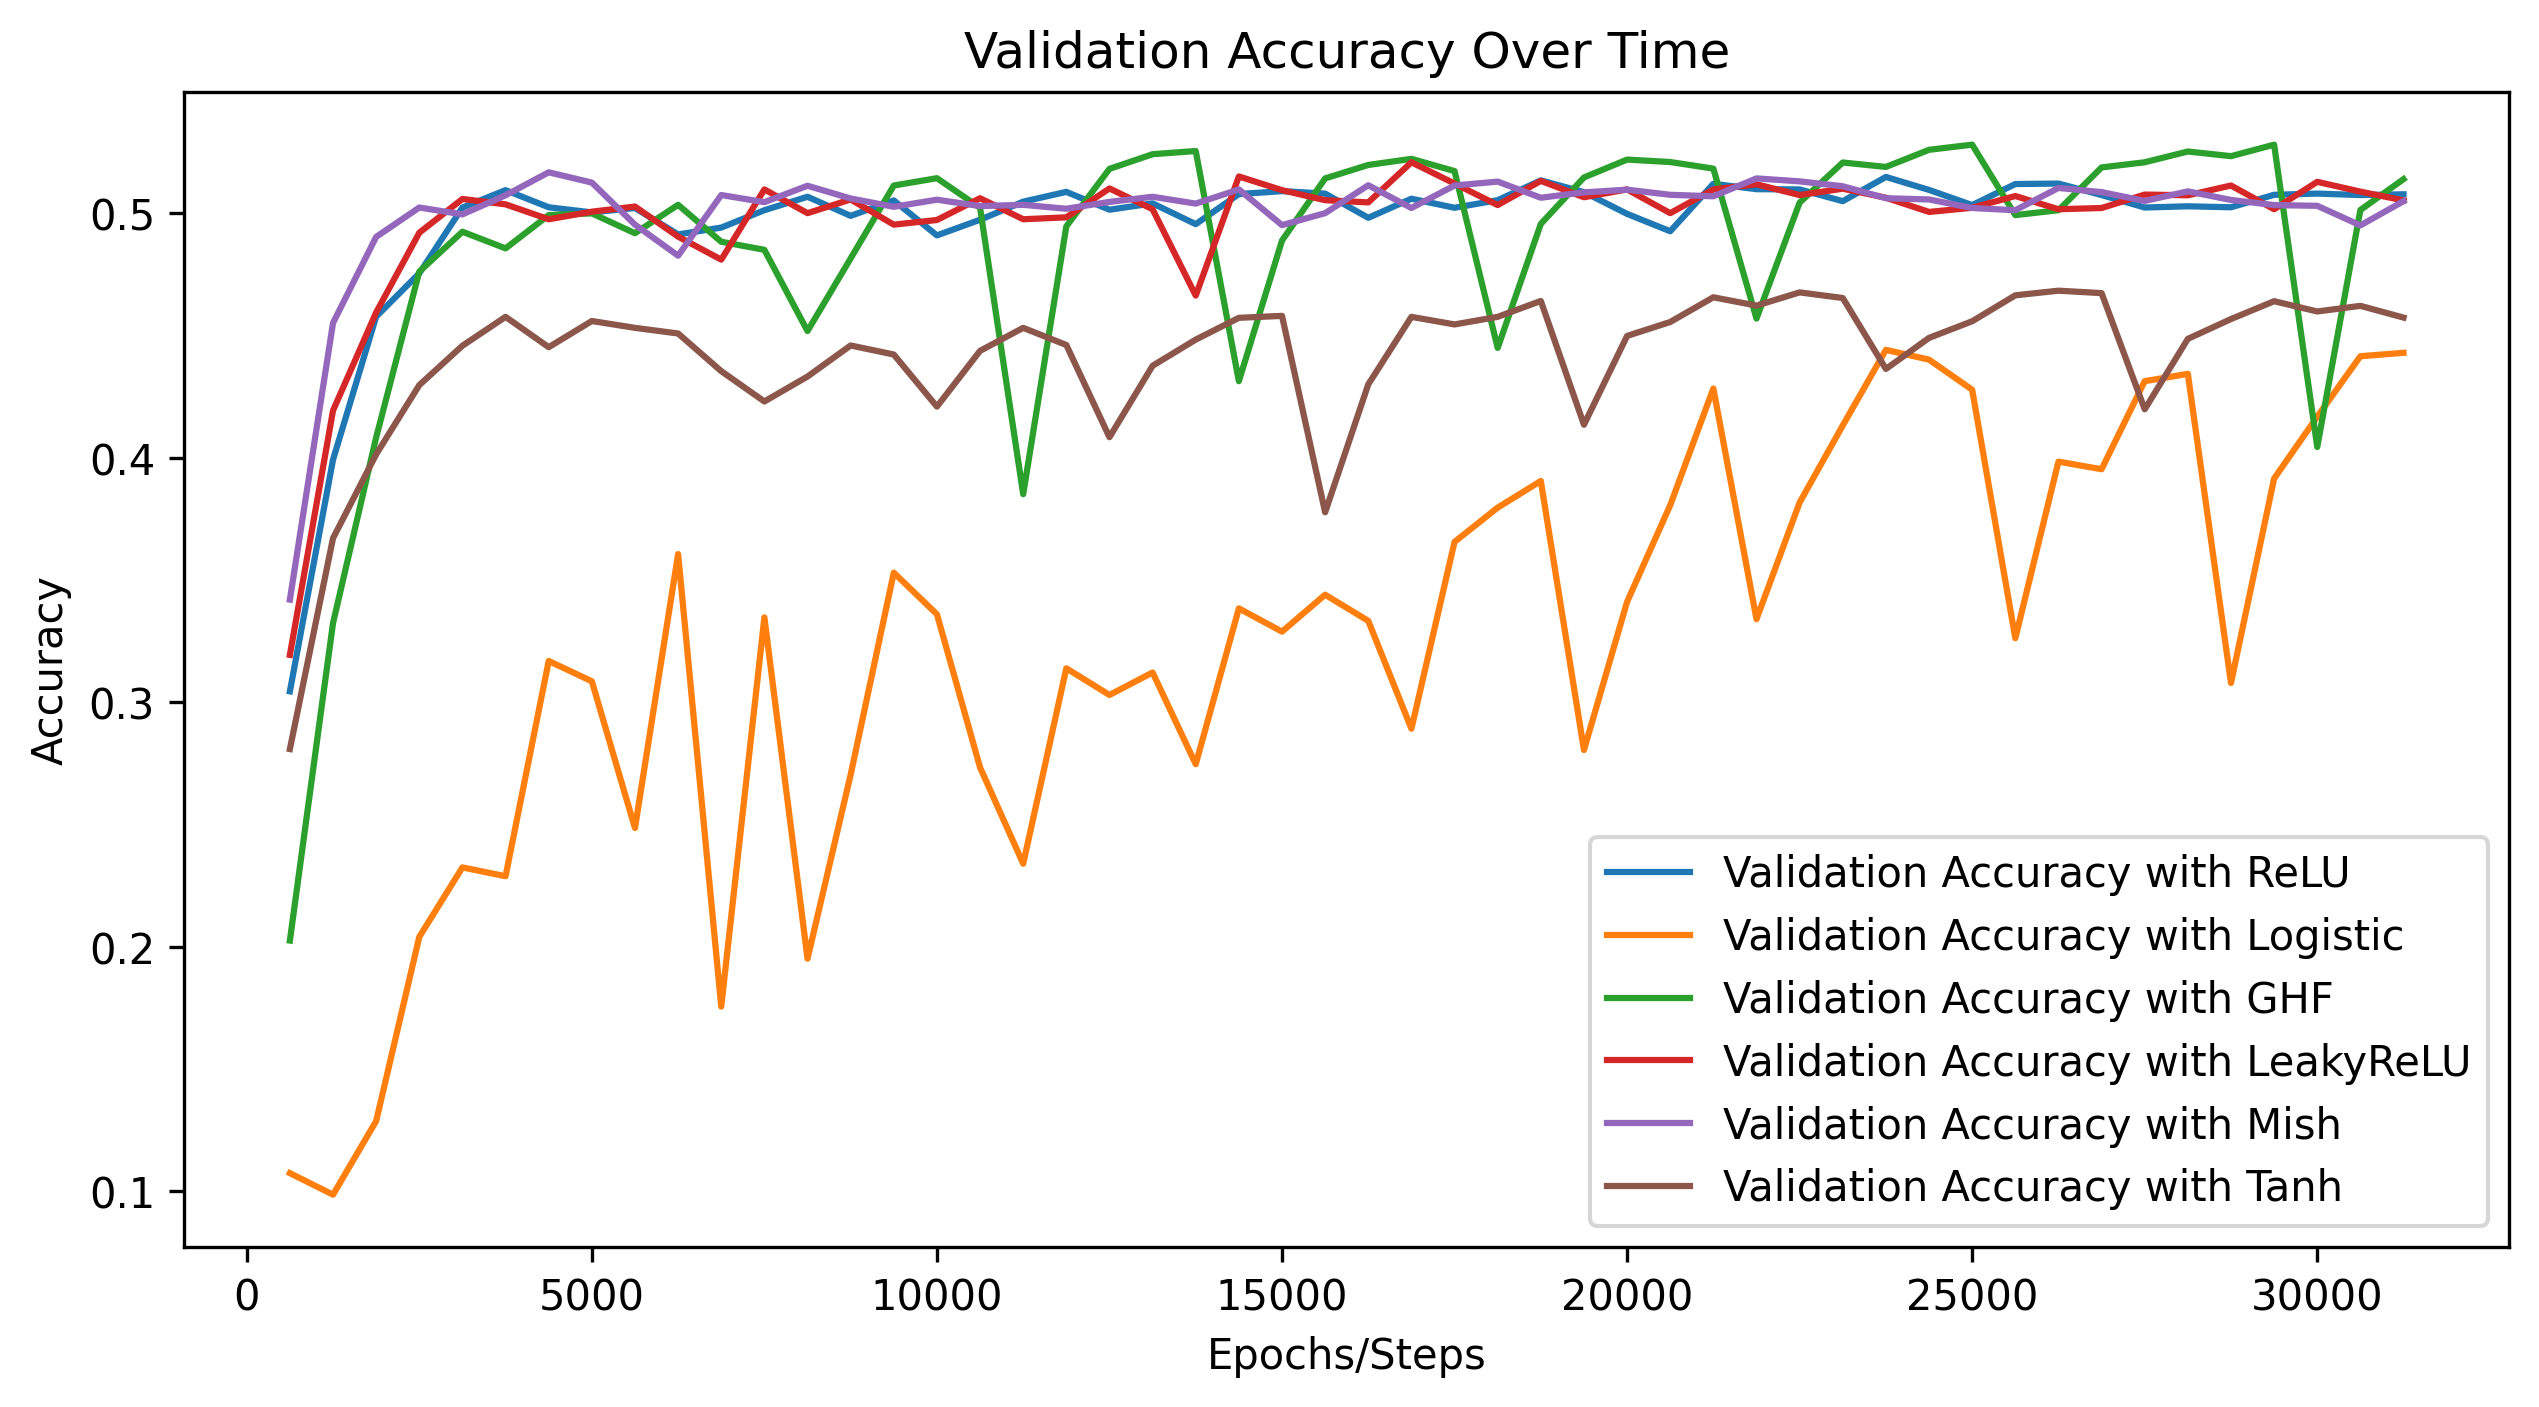 Validation Accuracy Over Time
Accuracy
0.5
0.4
0.3
0.2
0.1
Validation Accuracy with ReLU
Validation Accuracy with Logistic
Validation Accuracy with GHF
Validation Accuracy with LeakyReLU
Validation Accuracy with Mish
Validation Accuracy with Tanh
0 5000 10000 15000 20000 25000 30000
Epochs/Steps